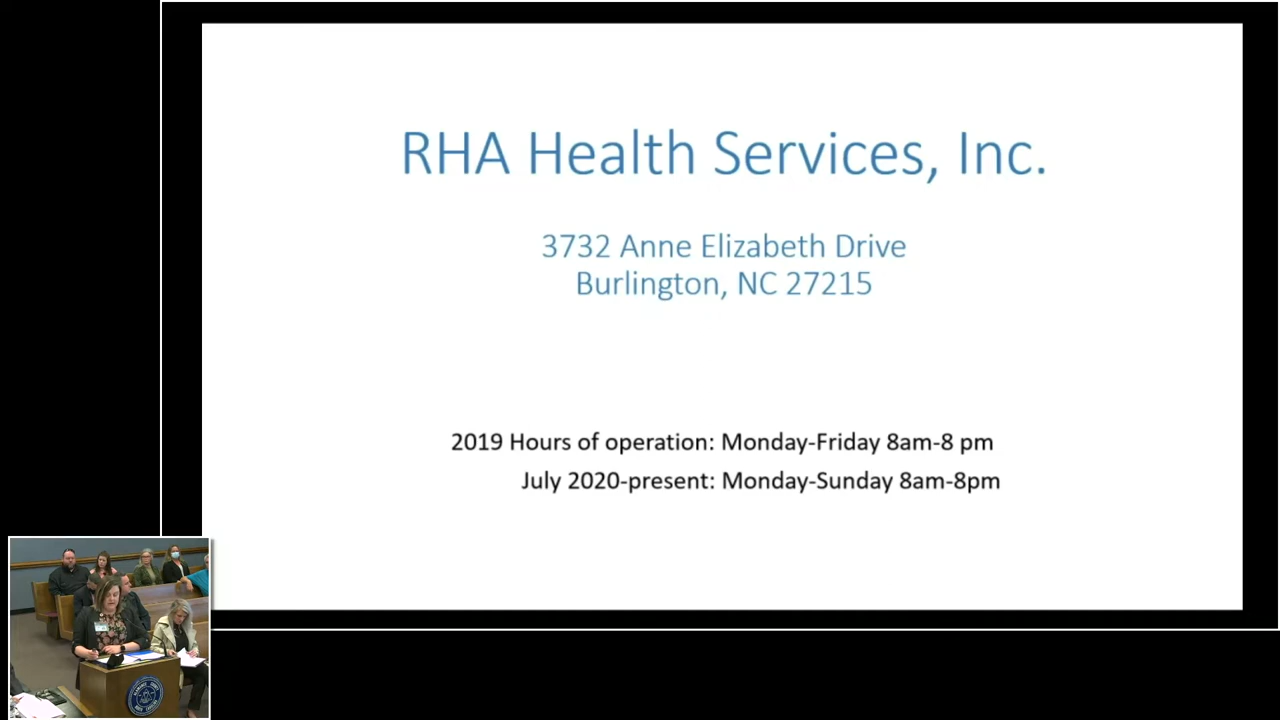 RHA Health Services, Inc.
3732 Anne Elizabeth Drive
Burlington, NC 27215
2019 Hours of operation: Monday-Friday 8am-8 pm
July 2020-present: Monday-Sunday 8am-8pm